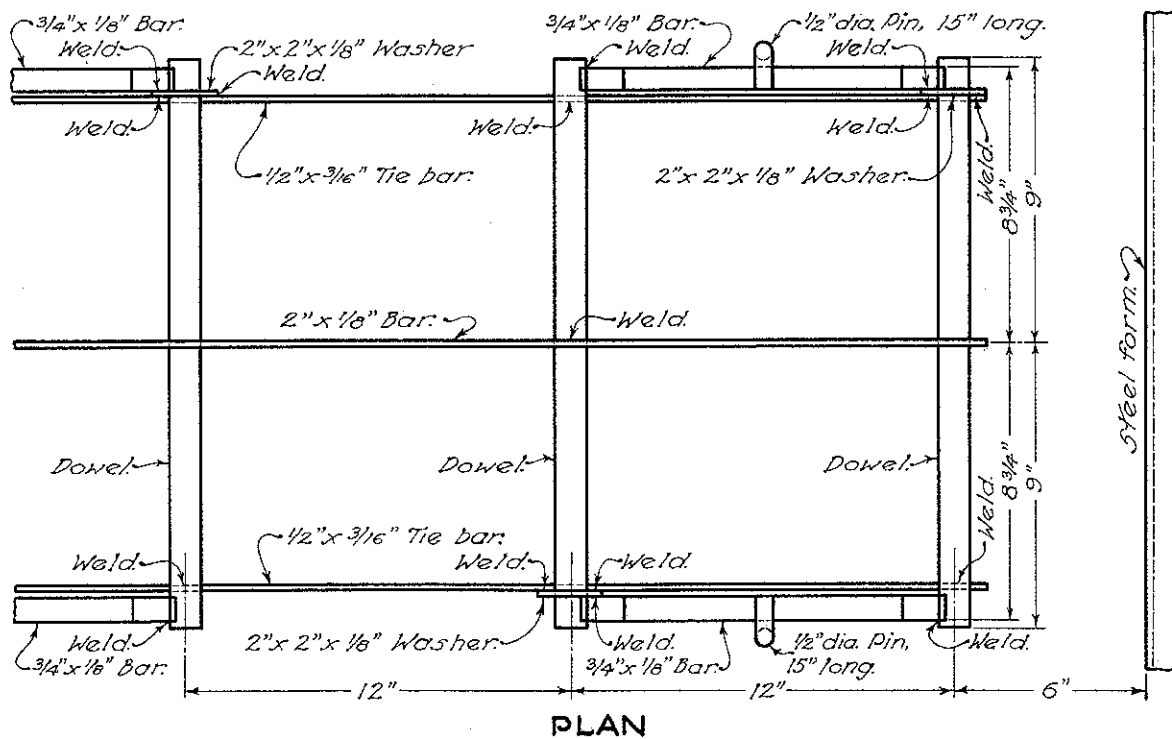 3/4"x 1/8" Bar.
Weld.
2"x 2"x 1/8" Washer
Weld.
3/4"x 1/8" Bar.
Weld.
1/2" dia. Pin, 15" long.
Weld.
Weld.
1/2"x 3/16" Tie bar.
Weld.
Weld.
2"x 2"x 1/8" Washer.
Weld.
8 3/4"
9"
2"x 1/8" Bar.
Weld.
Steel form.
Dowel.
Dowel.
Dowel.
8 3/4"
9"
Weld.
1/2"x 3/16" Tie bar.
Weld.
Weld.
Weld.
Weld.
3/4"x 1/8" Bar.
2"x 2"x 1/8" Washer.
Weld.
3/4"x 1/8" Bar.
1/2" dia. Pin,
15" long.
Weld.
12"
12"
6"
PLAN